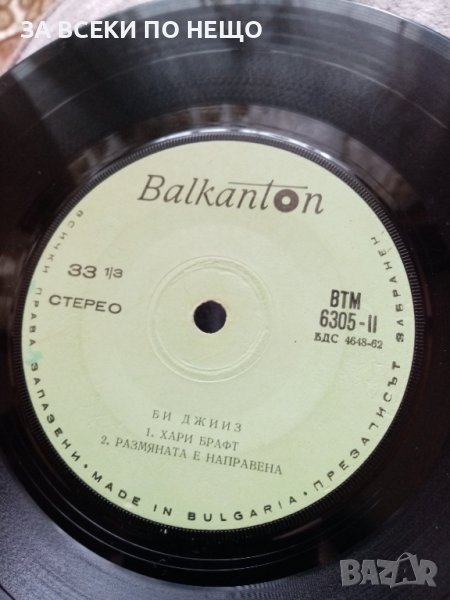 ЗА ВСЕКИ ПО НЕЩО
Balkanton
33 1/3
СТЕРЕО
ВТМ
6305-II
БДС 4648-62
БИ ДЖИИЗ
1. ХАРИ БРАФТ
2. РАЗМЯНАТА Е НАПРАВЕНА
ВСИЧКИ ПРАВА ЗАПАЗЕНИ · MADE IN BULGARIA · ПРЕЗАПИСЪТ ЗАБРАНЕН
BAZAR